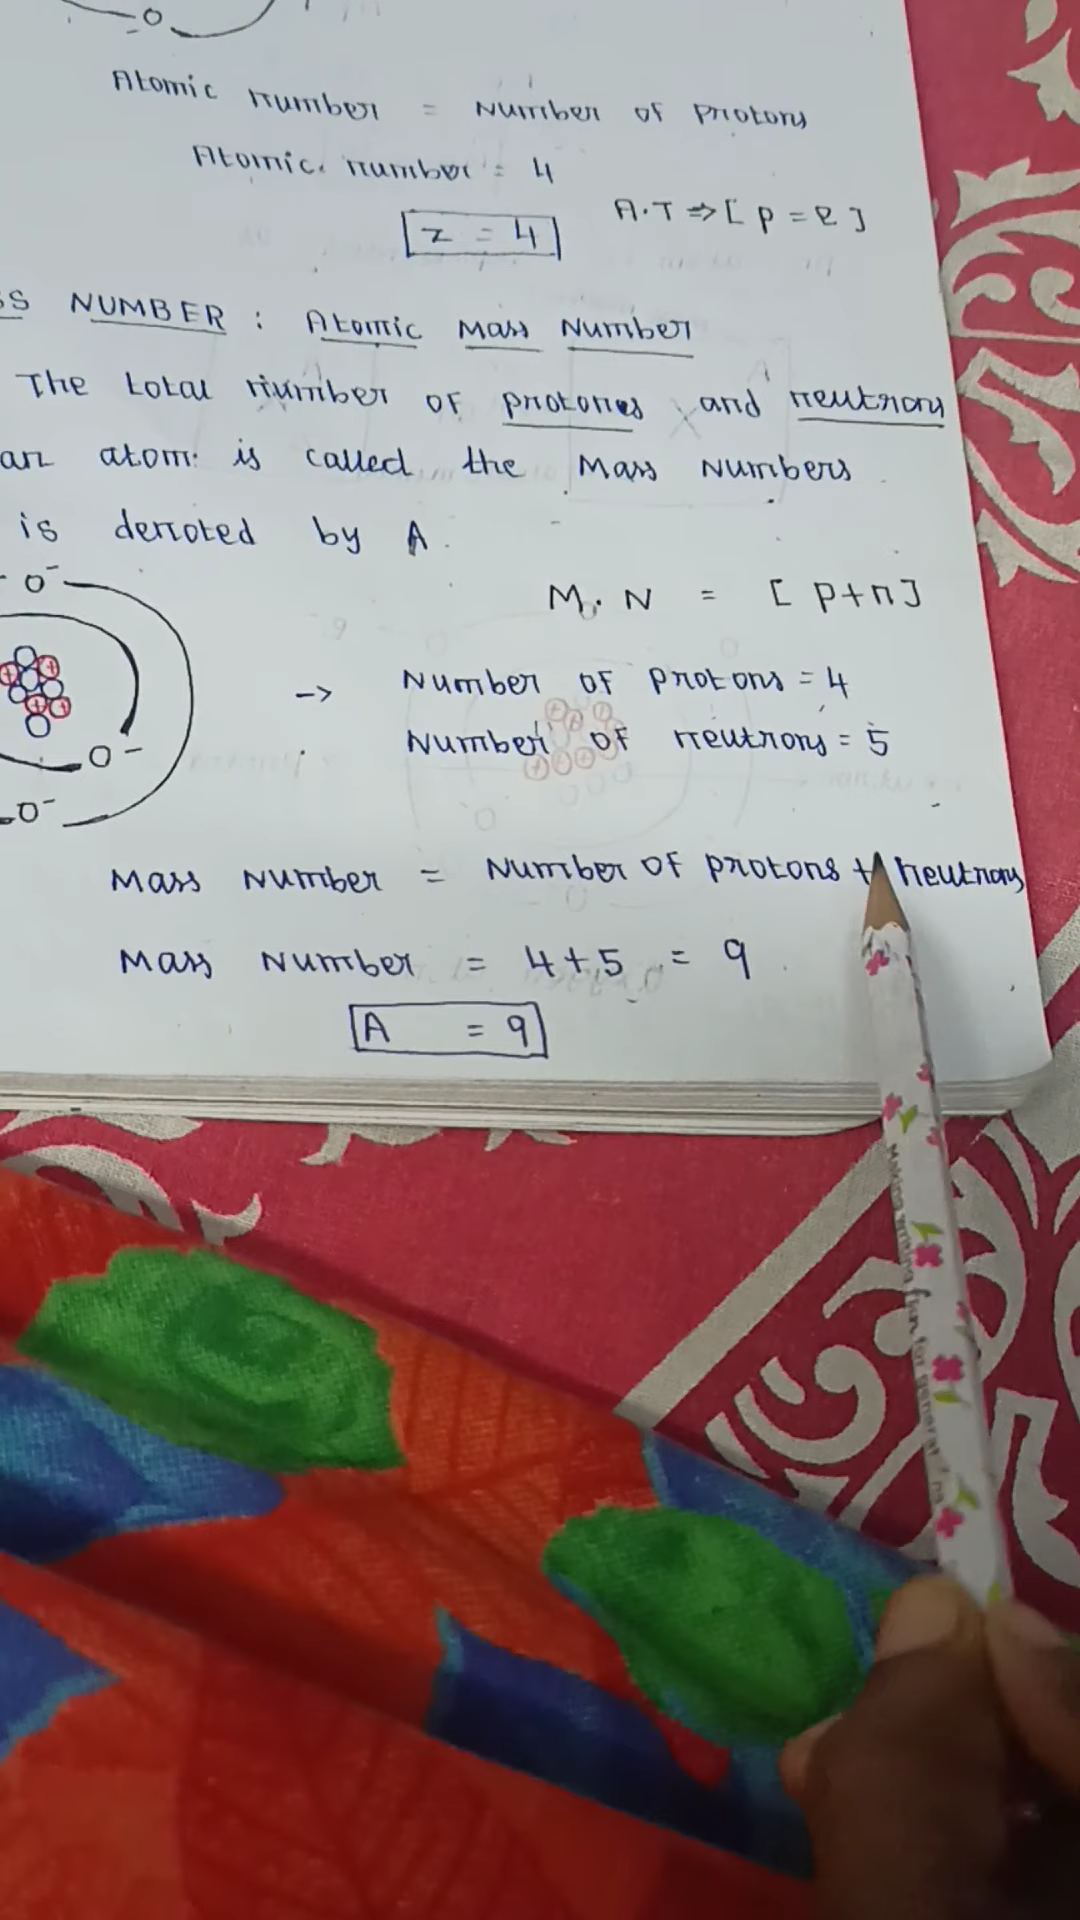 Atomic number = Number of protons
Atomic number = 4
z = 4
A.T ⇒ [ p = e ]
SS NUMBER : Atomic Mass Number
The total number of protones and neutrons
an atom is called the Mass Numbers
is denoted by A.
M. N = [ p+n ]
-> Number of protons = 4
Number of neutrons = 5
Mass Number = Number of protons + neutrons
Mass Number = 4+5 = 9
A = 9